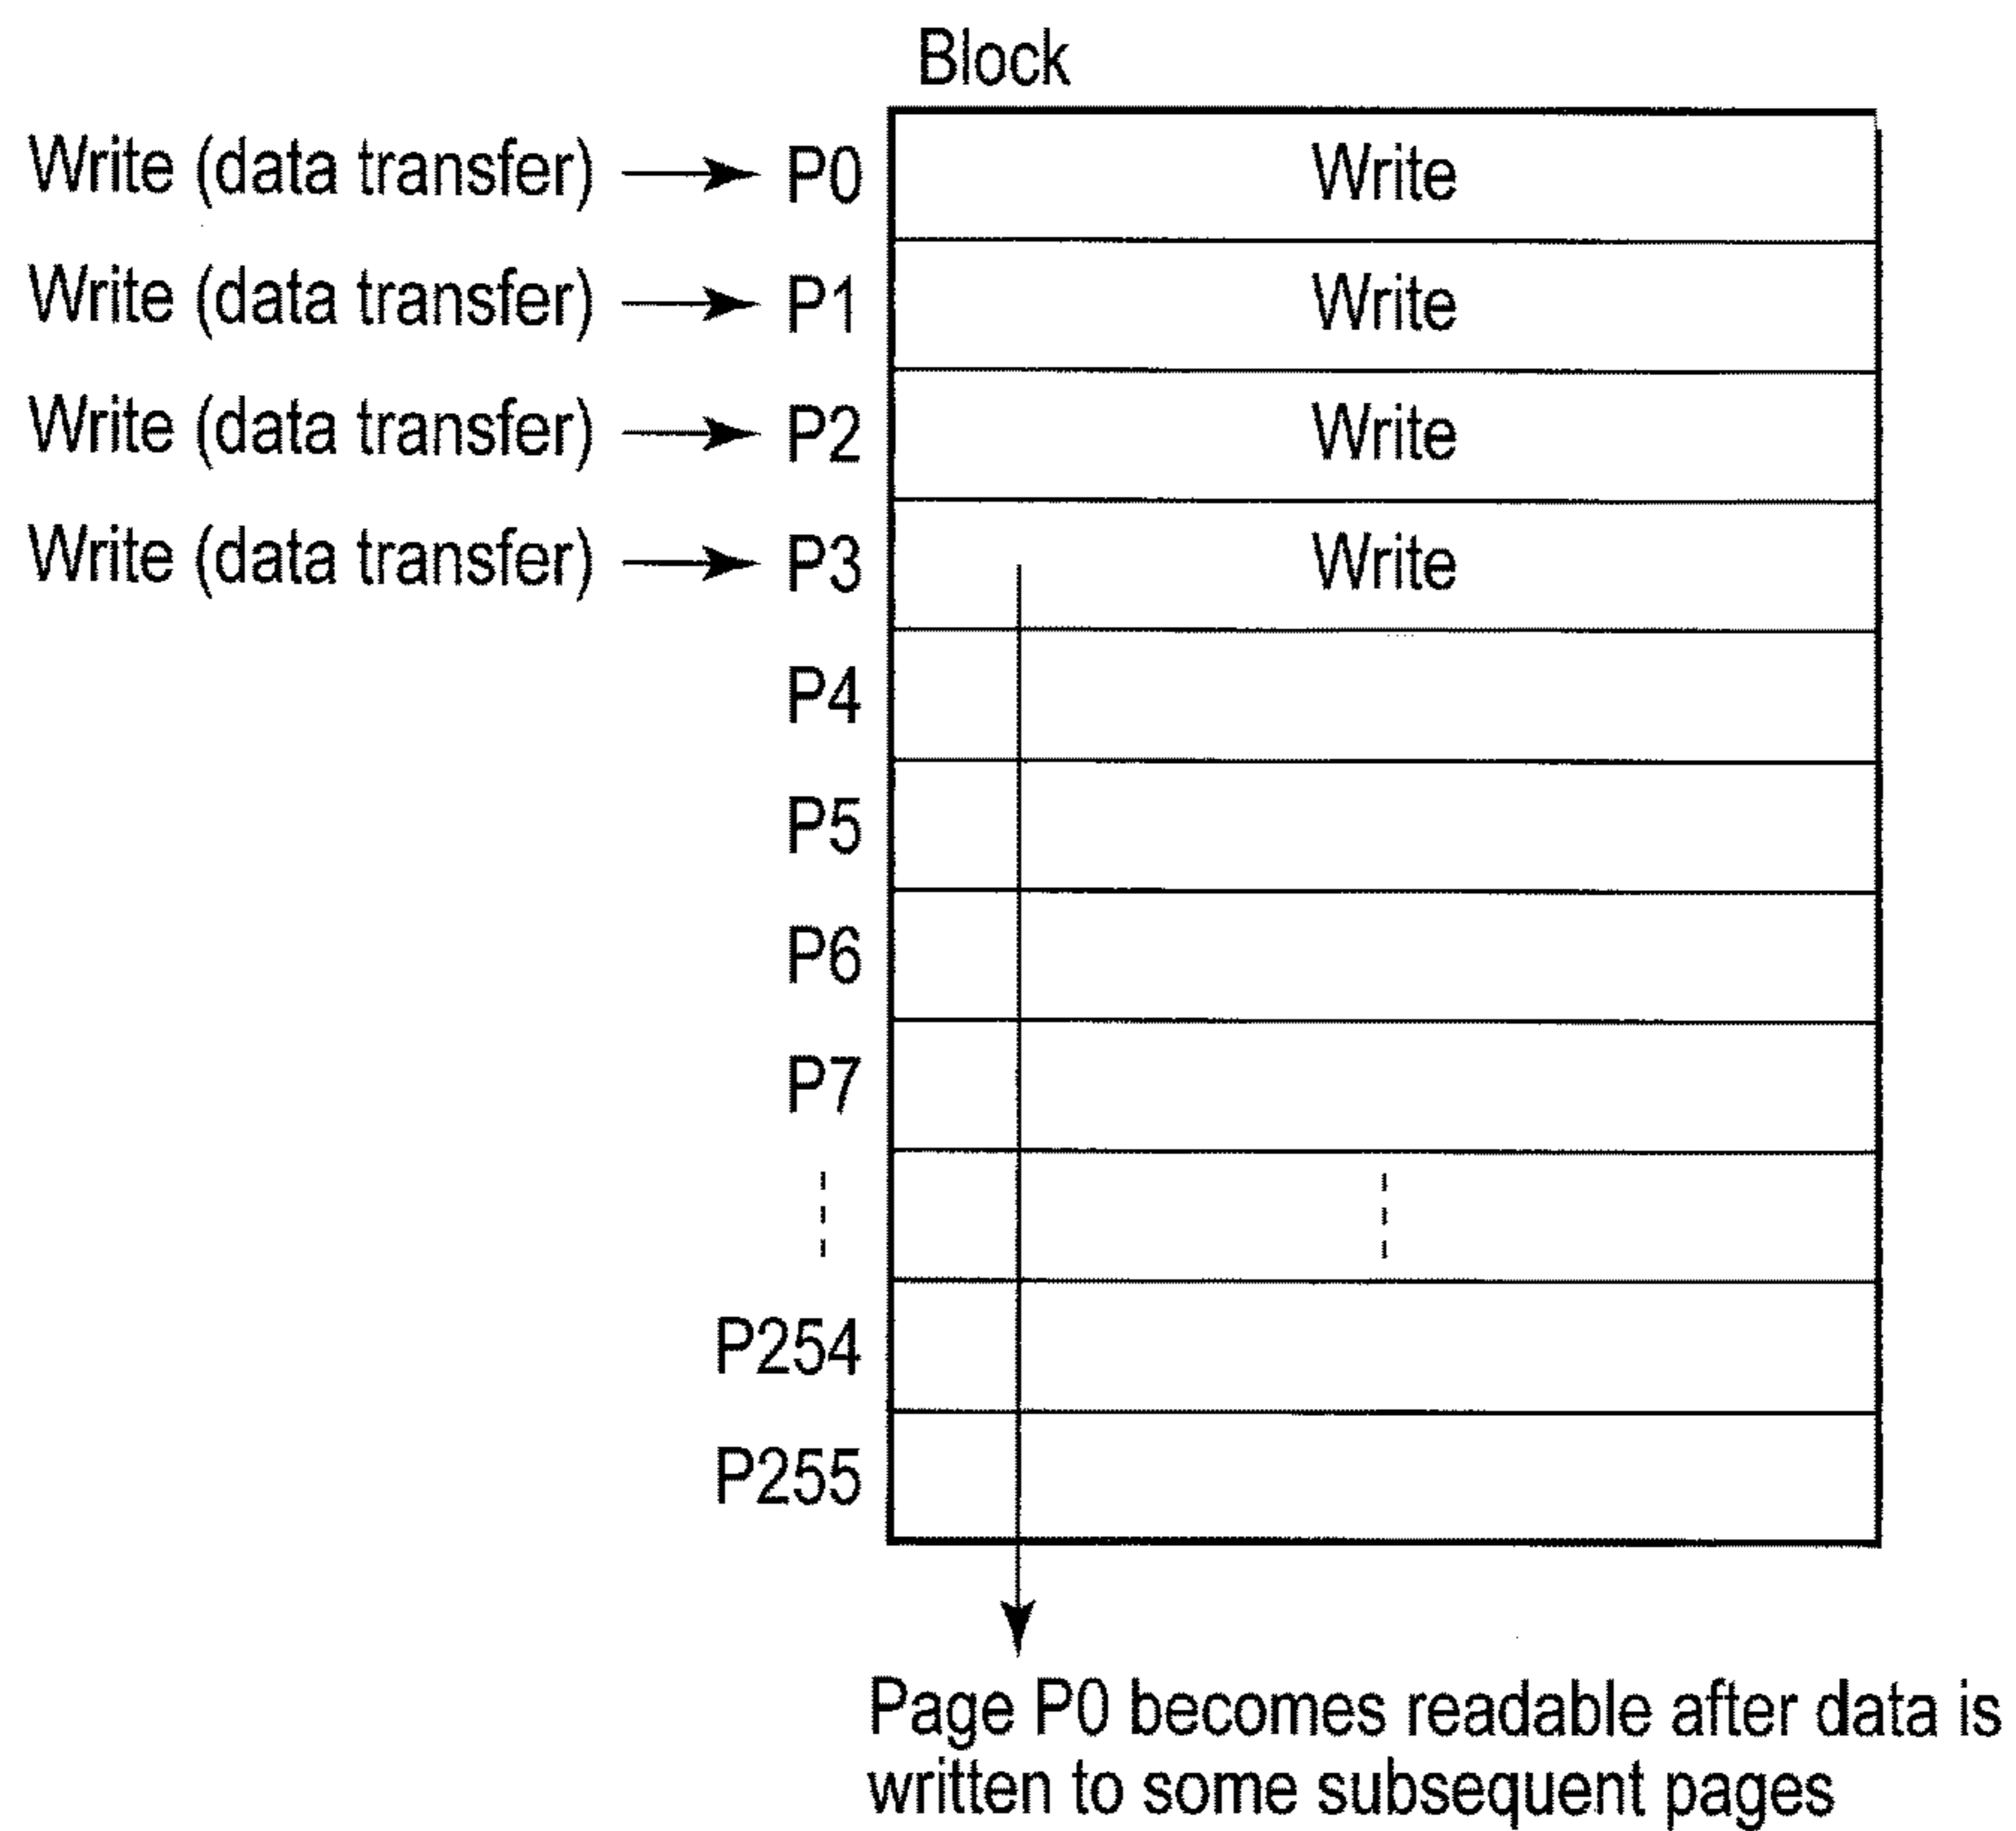 Block
Write (data transfer) P0 Write
Write (data transfer) P1 Write
Write (data transfer) P2 Write
Write (data transfer) P3 Write
P4
P5
P6
P7
P254
P255
Page P0 becomes readable after data is
written to some subsequent pages